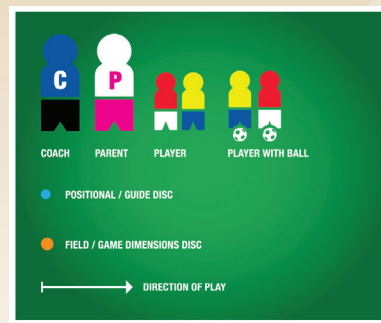 C P
COACH PARENT PLAYER PLAYER WITH BALL
POSITIONAL / GUIDE DISC
FIELD / GAME DIMENSIONS DISC
DIRECTION OF PLAY